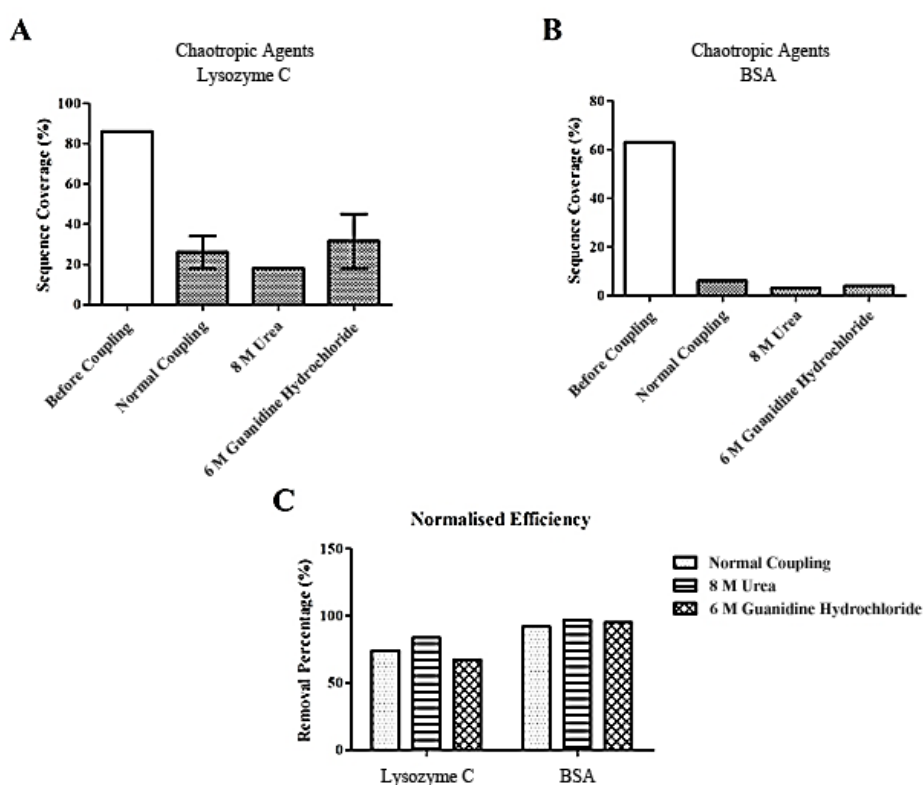 A
Chaotropic Agents
Lysozyme C
Sequence Coverage (%)
100
80
60
40
20
0
Before Coupling
Normal Coupling
8 M Urea
6 M Guanidine Hydrochloride
B
Chaotropic Agents
BSA
Sequence Coverage (%)
80
60
40
20
0
Before Coupling
Normal Coupling
8 M Urea
6 M Guanidine Hydrochloride
C
Normalised Efficiency
Removal Percentage (%)
150
100
50
0
Lysozyme C
BSA
Normal Coupling
8 M Urea
6 M Guanidine Hydrochloride